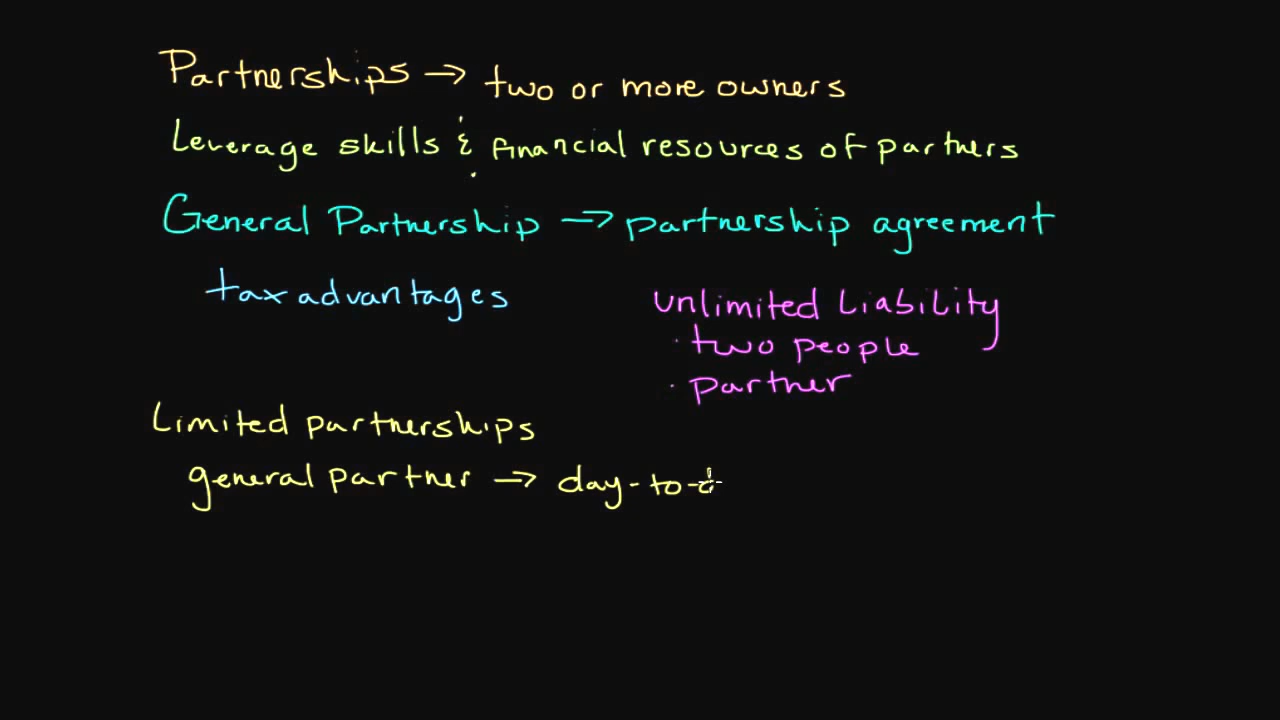 Partnerships → two or more owners
Leverage skills & financial resources of partners
General Partnership → partnership agreement
tax advantages
unlimited liability
· two people
· partner
Limited partnerships
general partner → day-to-d